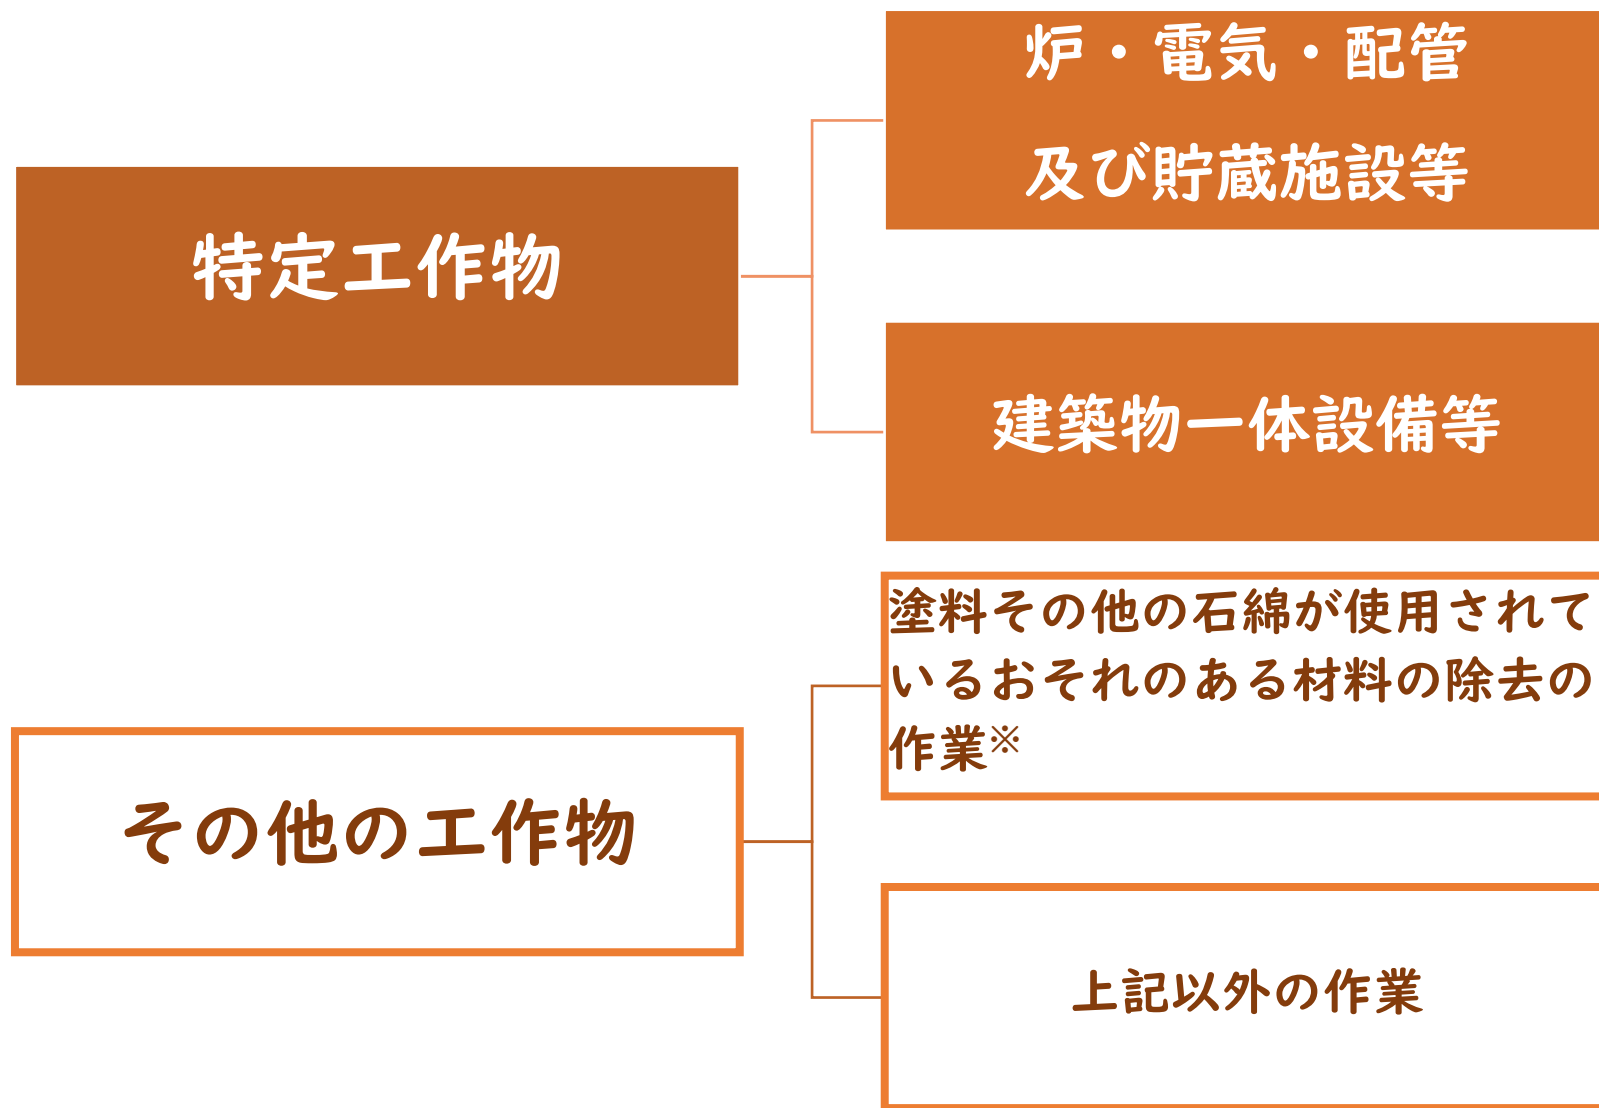 特定工作物
炉・電気・配管
及び貯蔵施設等
建築物一体設備等
その他の工作物
塗料その他の石綿が使用されて
いるおそれのある材料の除去の
作業※
上記以外の作業